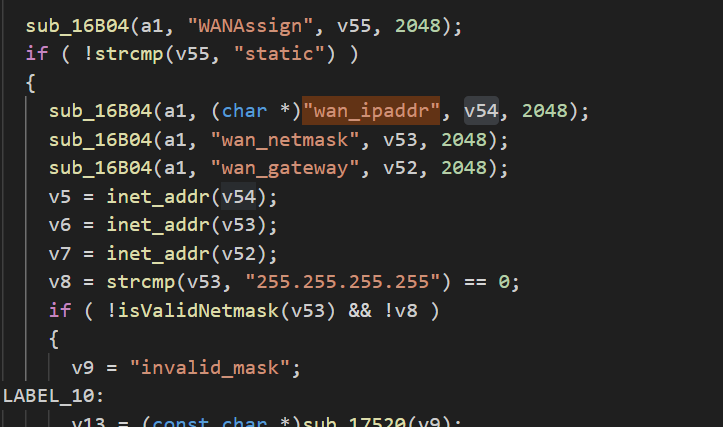 sub_16B04(a1, "WANAssign", v55, 2048);
if ( !strcmp(v55, "static") )
{
sub_16B04(a1, (char *)"wan_ipaddr", v54, 2048);
sub_16B04(a1, "wan_netmask", v53, 2048);
sub_16B04(a1, "wan_gateway", v52, 2048);
v5 = inet_addr(v54);
v6 = inet_addr(v53);
v7 = inet_addr(v52);
v8 = strcmp(v53, "255.255.255.255") == 0;
if ( !isValidNetmask(v53) && !v8 )
{
v9 = "invalid_mask";
LABEL_10:
v13 = (const char *)sub_17520(v9);